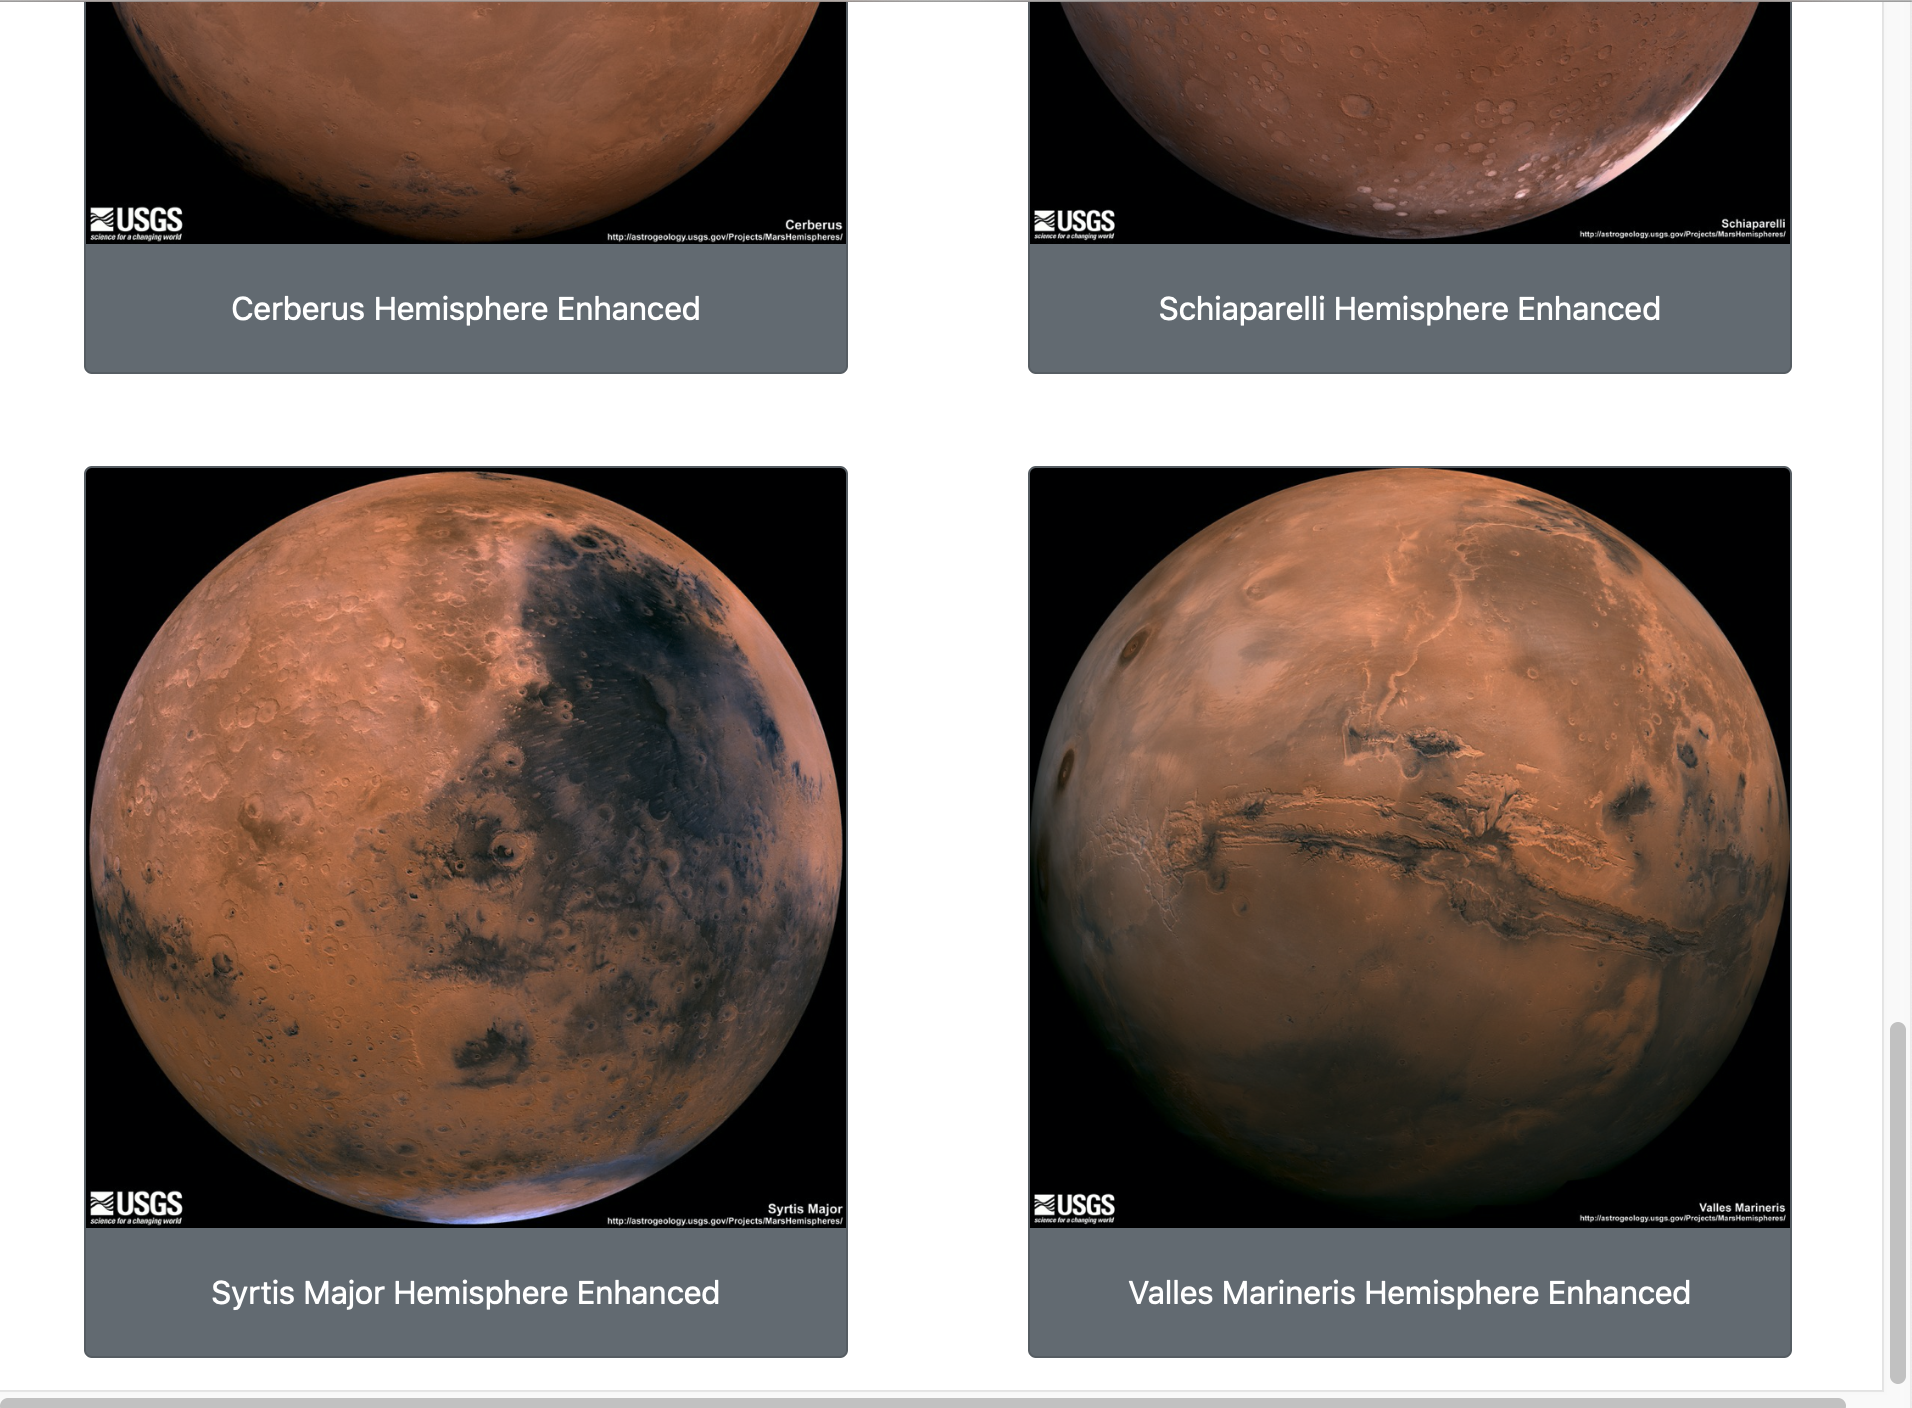 USGS
science for a changing world
Cerberus
http://astrogeology.usgs.gov/Projects/MarsHemispheres/
USGS
science for a changing world
Schiaparelli
http://astrogeology.usgs.gov/Projects/MarsHemispheres/
Cerberus Hemisphere Enhanced
Schiaparelli Hemisphere Enhanced
USGS
science for a changing world
Syrtis Major
http://astrogeology.usgs.gov/Projects/MarsHemispheres/
USGS
science for a changing world
Valles Marineris
http://astrogeology.usgs.gov/Projects/MarsHemispheres/
Syrtis Major Hemisphere Enhanced
Valles Marineris Hemisphere Enhanced